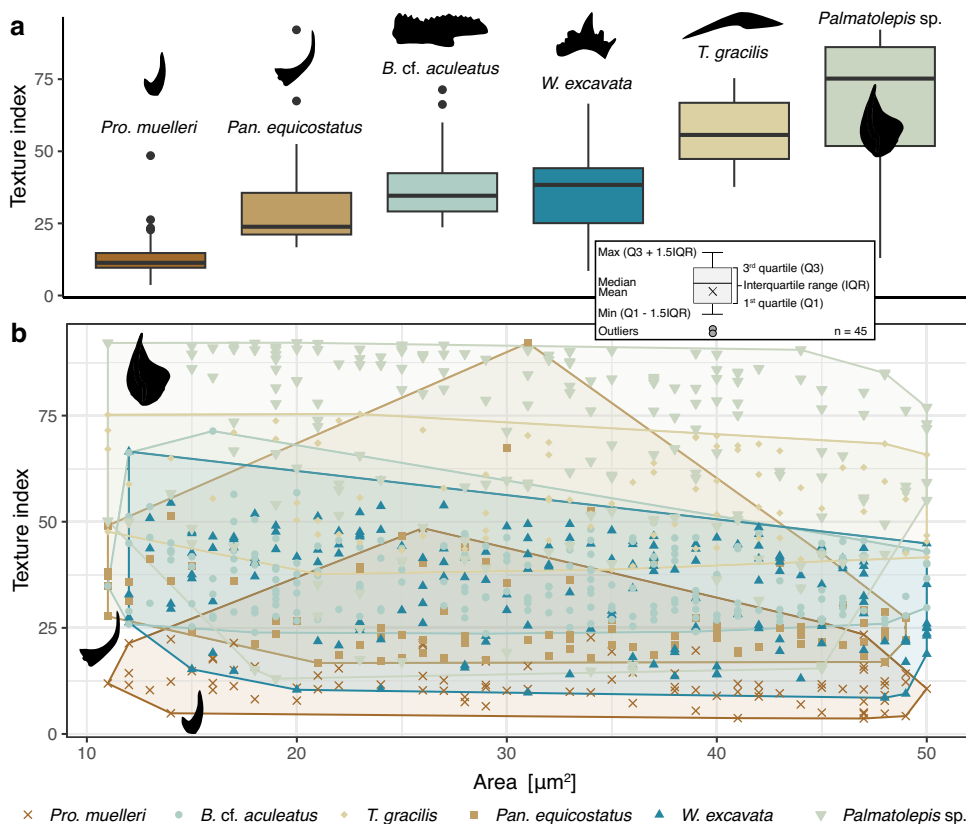 a
Palmatolepis sp.
T. gracilis
B. cf. aculeatus
W. excavata
Pro. muelleri
Pan. equicostatus
Texture index
75
50
25
0
Max (Q3 + 1.5IQR)
3rd quartile (Q3)
Median
Interquartile range (IQR)
Mean
1st quartile (Q1)
Min (Q1 - 1.5IQR)
Outliers
n = 45
b
Texture index
75
50
25
0
10
20
30
40
50
Area [µm²]
Pro. muelleri
B. cf. aculeatus
T. gracilis
Pan. equicostatus
W. excavata
Palmatolepis sp.